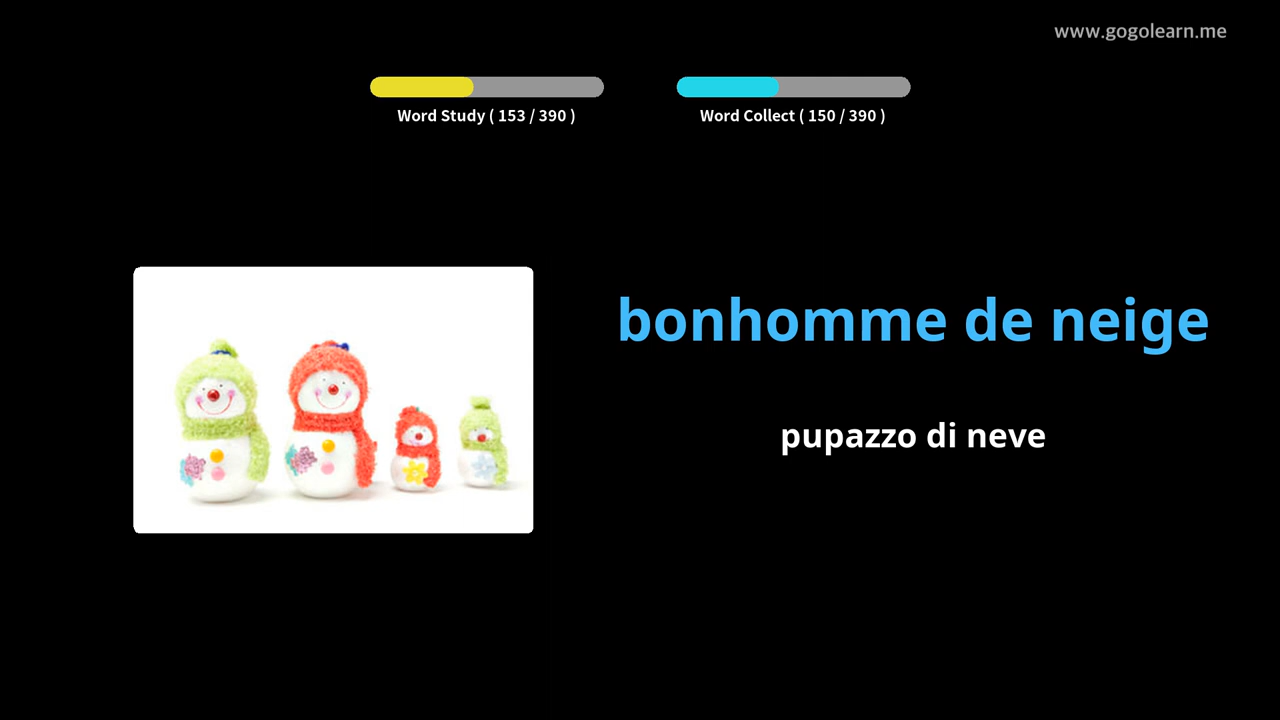 www.gogolearn.me
Word Study ( 153 / 390 )
Word Collect ( 150 / 390 )
bonhomme de neige
pupazzo di neve